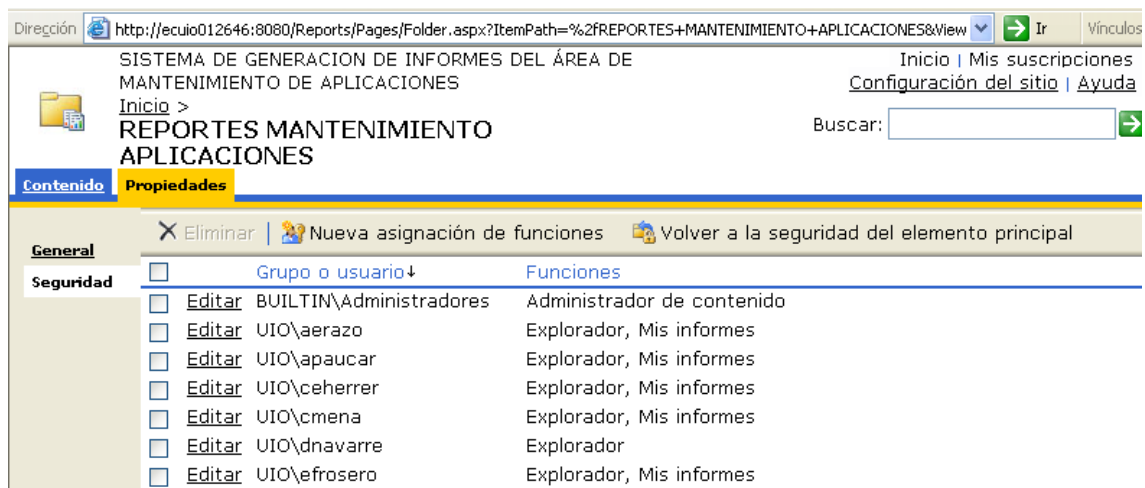 Dirección http://ecuio012646:8080/Reports/Pages/Folder.aspx?ItemPath=%2fREPORTES+MANTENIMIENTO+APLICACIONES&View Ir Vínculos
SISTEMA DE GENERACION DE INFORMES DEL ÁREA DE
MANTENIMIENTO DE APLICACIONES
Inicio | Mis suscripciones
Configuración del sitio | Ayuda
Inicio >
REPORTES MANTENIMIENTO
APLICACIONES
Buscar:
Contenido Propiedades
General
Seguridad
Eliminar | Nueva asignación de funciones Volver a la seguridad del elemento principal
Grupo o usuario↓ Funciones
Editar BUILTIN\Administradores Administrador de contenido
Editar UIO\aerazo Explorador, Mis informes
Editar UIO\apaucar Explorador, Mis informes
Editar UIO\ceherrer Explorador, Mis informes
Editar UIO\cmena Explorador, Mis informes
Editar UIO\dnavarre Explorador
Editar UIO\efrosero Explorador, Mis informes